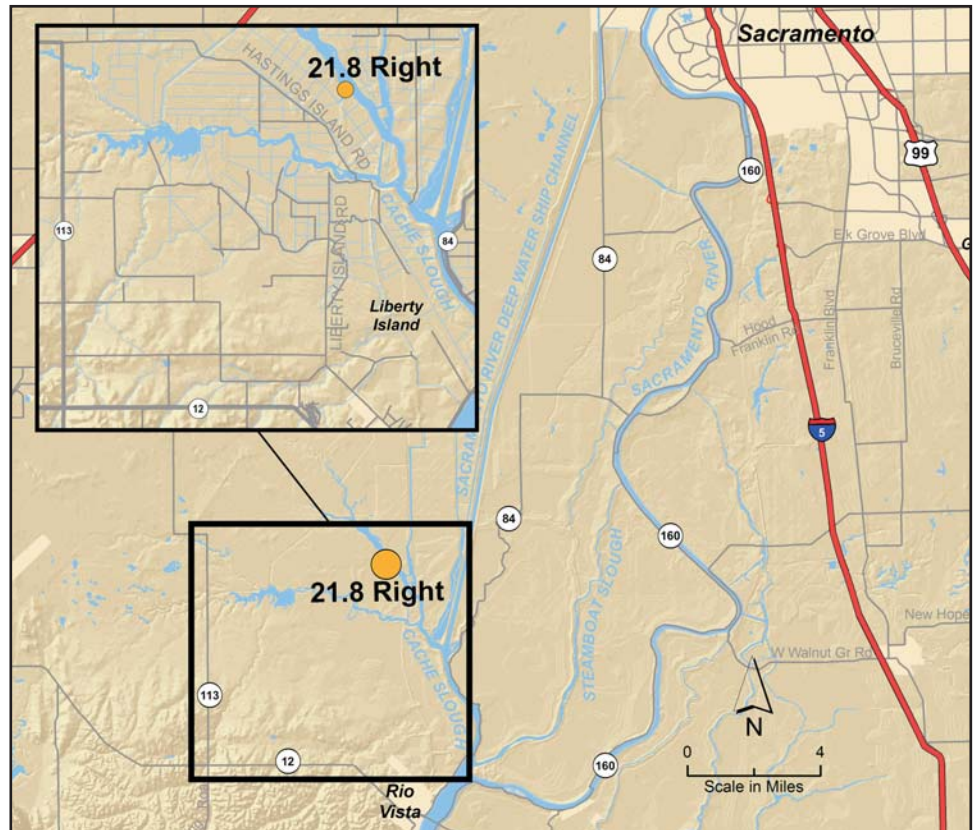 Sacramento
21.8 Right
HASTINGS ISLAND RD
CACHE SLOUGH
LIBERTY ISLAND RD
Liberty
Island
113
84
12
SACRAMENTO RIVER DEEP WATER SHIP CHANNEL
99
160
84
SACRAMENTO RIVER
Elk Grove Blvd
Hood
Franklin Rd
Franklin Blvd
Bruceville Rd
5
84
160
21.8 Right
STEAMBOAT SLOUGH
CACHE SLOUGH
New Hope
W Walnut Gr Rd
113
N
12
160
0 4
Scale in Miles
Rio
Vista